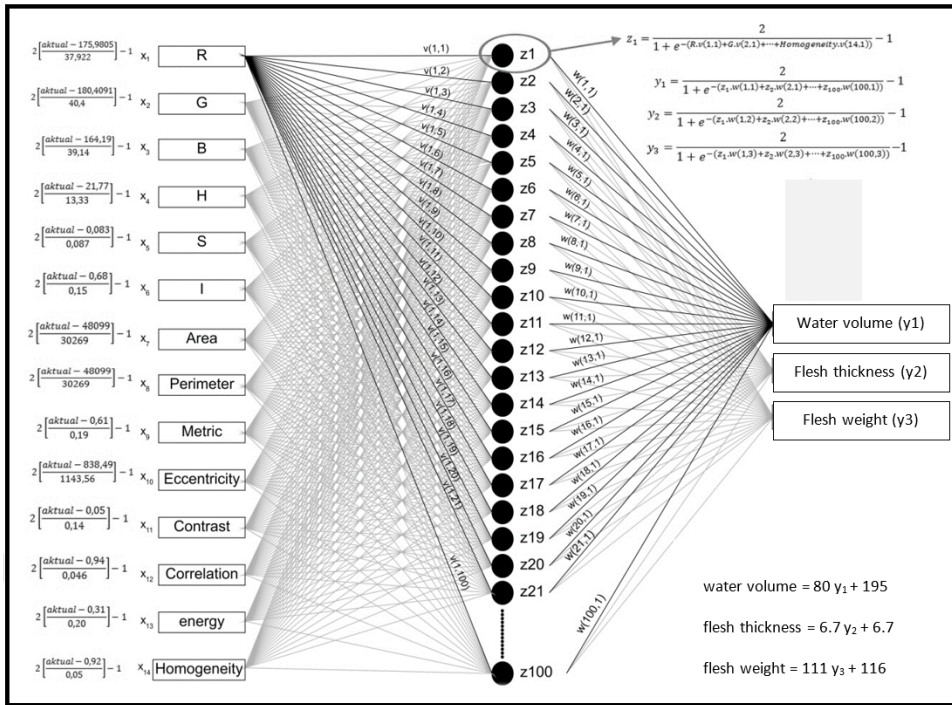 2[aktual − 175,9805 / 37,922] − 1 x₁ R
2[aktual − 180,4091 / 40,4] − 1 x₂ G
2[aktual − 164,19 / 39,14] − 1 x₃ B
2[aktual − 21,77 / 13,33] − 1 x₄ H
2[aktual − 0,083 / 0,087] − 1 x₅ S
2[aktual − 0,68 / 0,15] − 1 x₆ I
2[aktual − 48099 / 30269] − 1 x₇ Area
2[aktual − 48099 / 30269] − 1 x₈ Perimeter
2[aktual − 0,61 / 0,19] − 1 x₉ Metric
2[aktual − 838,49 / 1143,56] − 1 x₁₀ Eccentricity
2[aktual − 0,05 / 0,14] − 1 x₁₁ Contrast
2[aktual − 0,94 / 0,046] − 1 x₁₂ Correlation
2[aktual − 0,31 / 0,20] − 1 x₁₃ energy
2[aktual − 0,92 / 0,05] − 1 x₁₄ Homogeneity
v(1,1)
v(1,2)
v(1,3)
v(1,4)
v(1,5)
v(1,6)
v(1,7)
v(1,8)
v(1,9)
v(1,10)
v(1,11)
v(1,12)
v(1,13)
v(1,14)
v(1,15)
v(1,16)
v(1,17)
v(1,18)
v(1,19)
v(1,20)
v(1,21)
v(1,100)
z1
z2
z3
z4
z5
z6
z7
z8
z9
z10
z11
z12
z13
z14
z15
z16
z17
z18
z19
z20
z21
z100
w(1,1)
w(2,1)
w(3,1)
w(4,1)
w(5,1)
w(6,1)
w(7,1)
w(8,1)
w(9,1)
w(10,1)
w(11,1)
w(12,1)
w(13,1)
w(14,1)
w(15,1)
w(16,1)
w(17,1)
w(18,1)
w(19,1)
w(20,1)
w(21,1)
w(100,1)
z₁ = 2 / 1 + e^−(R.v(1.1)+G.v(2.1)+⋯+Homogeneity.v(14,1)) − 1
y₁ = 2 / 1 + e^−(z₁.w(1.1)+z₂.w(2.1)+⋯+z₁₀₀.w(100,1)) − 1
y₂ = 2 / 1 + e^−(z₁.w(1,2)+z₂.w(2,2)+⋯+z₁₀₀.w(100,2)) − 1
y₃ = 2 / 1 + e^−(z₁.w(1,3)+z₂.w(2,3)+⋯+z₁₀₀.w(100,3)) − 1
Water volume (y1)
Flesh thickness (y2)
Flesh weight (y3)
water volume = 80 y₁ + 195
flesh thickness = 6.7 y₂ + 6.7
flesh weight = 111 y₃ + 116